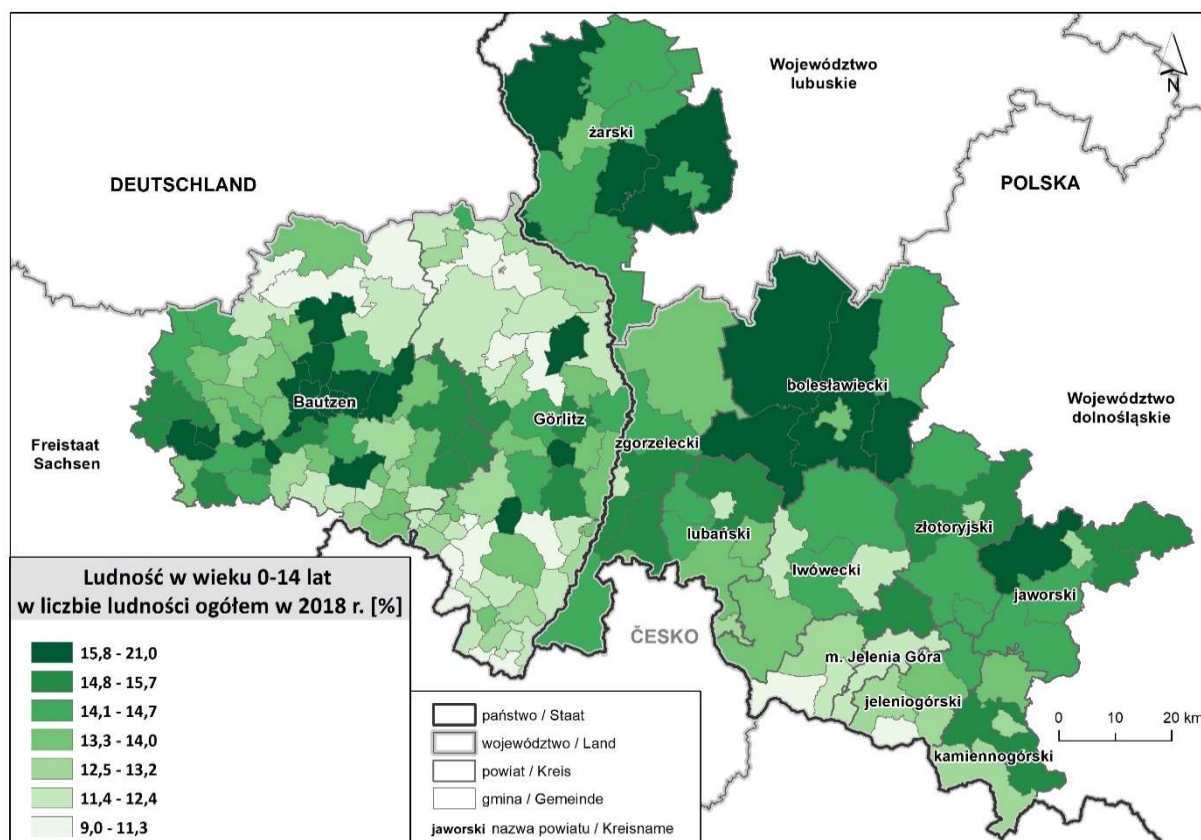 Województwo
lubuskie
N
żarski
DEUTSCHLAND
POLSKA
bolesławiecki
Województwo
dolnośląskie
Bautzen
Görlitz
Freistaat
Sachsen
zgorzelecki
złotoryjski
lubański
lwówecki
jaworski
ČESKO
m. Jelenia Góra
jeleniogórski
kamiennogórski
0 10 20 km
Ludność w wieku 0-14 lat
w liczbie ludności ogółem w 2018 r. [%]
15,8 - 21,0
14,8 - 15,7
14,1 - 14,7
13,3 - 14,0
12,5 - 13,2
11,4 - 12,4
9,0 - 11,3
państwo / Staat
województwo / Land
powiat / Kreis
gmina / Gemeinde
jaworski nazwa powiatu / Kreisname